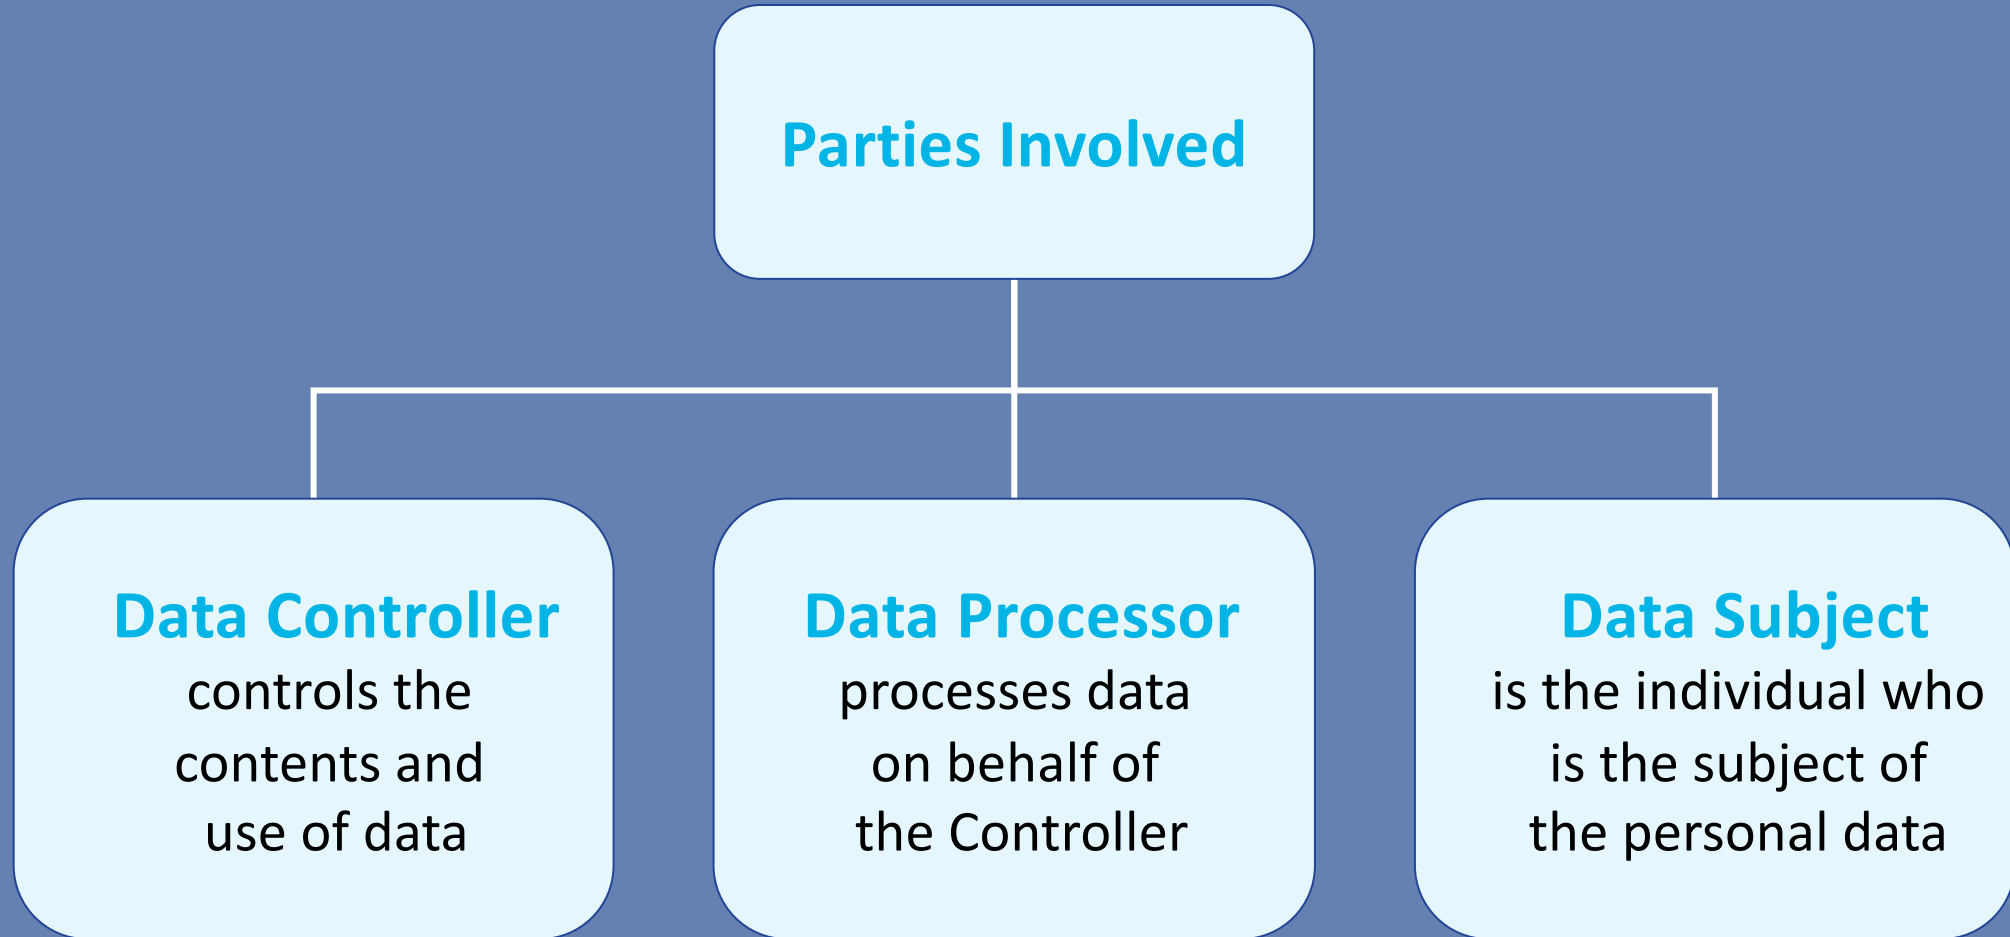 Parties Involved
Data Controller
controls the
contents and
use of data
Data Processor
processes data
on behalf of
the Controller
Data Subject
is the individual who
is the subject of
the personal data